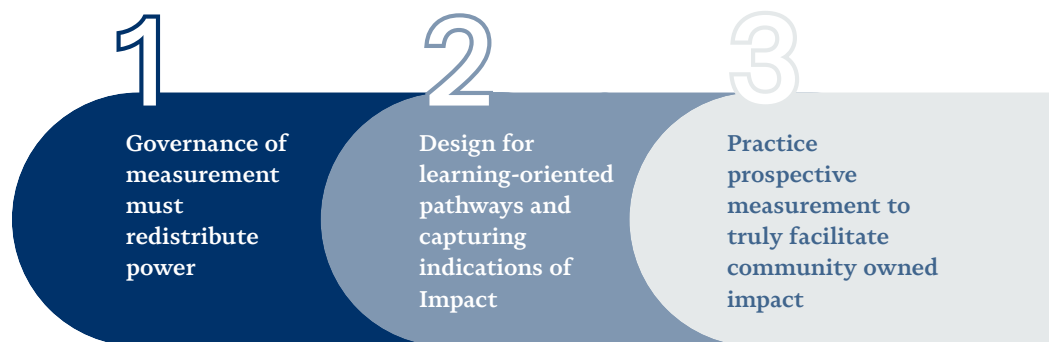 1
Governance of
measurement
must
redistribute
power
2
Design for
learning-oriented
pathways and
capturing
indications of
Impact
3
Practice
prospective
measurement to
truly facilitate
community owned
impact